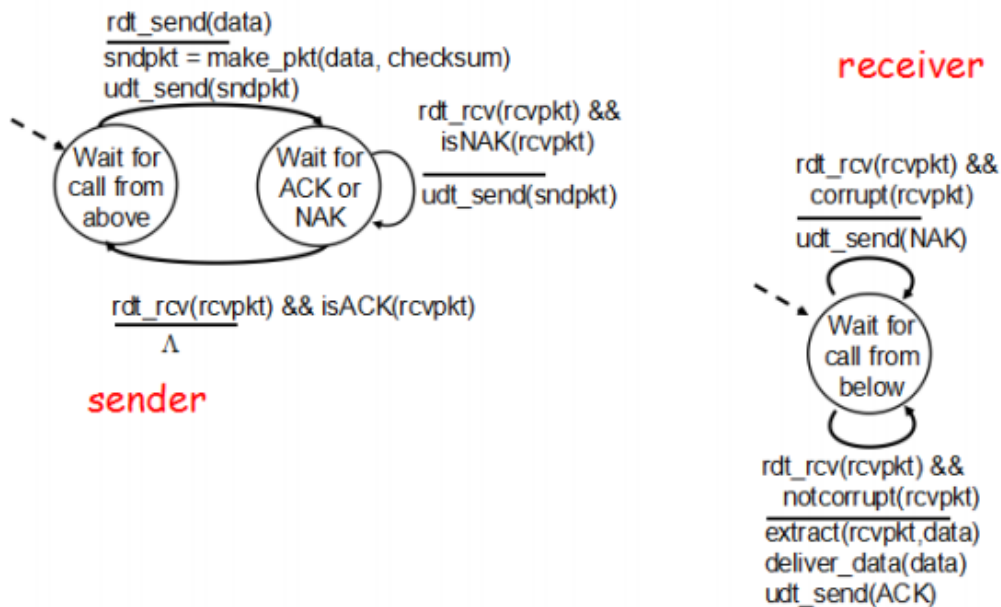 rdt_send(data)
sndpkt = make_pkt(data, checksum)
udt_send(sndpkt)
Wait for
call from
above
Wait for
ACK or
NAK
rdt_rcv(rcvpkt) &&
isNAK(rcvpkt)
udt_send(sndpkt)
rdt_rcv(rcvpkt) && isACK(rcvpkt)
Λ
sender
receiver
rdt_rcv(rcvpkt) &&
corrupt(rcvpkt)
udt_send(NAK)
Wait for
call from
below
rdt_rcv(rcvpkt) &&
notcorrupt(rcvpkt)
extract(rcvpkt,data)
deliver_data(data)
udt_send(ACK)